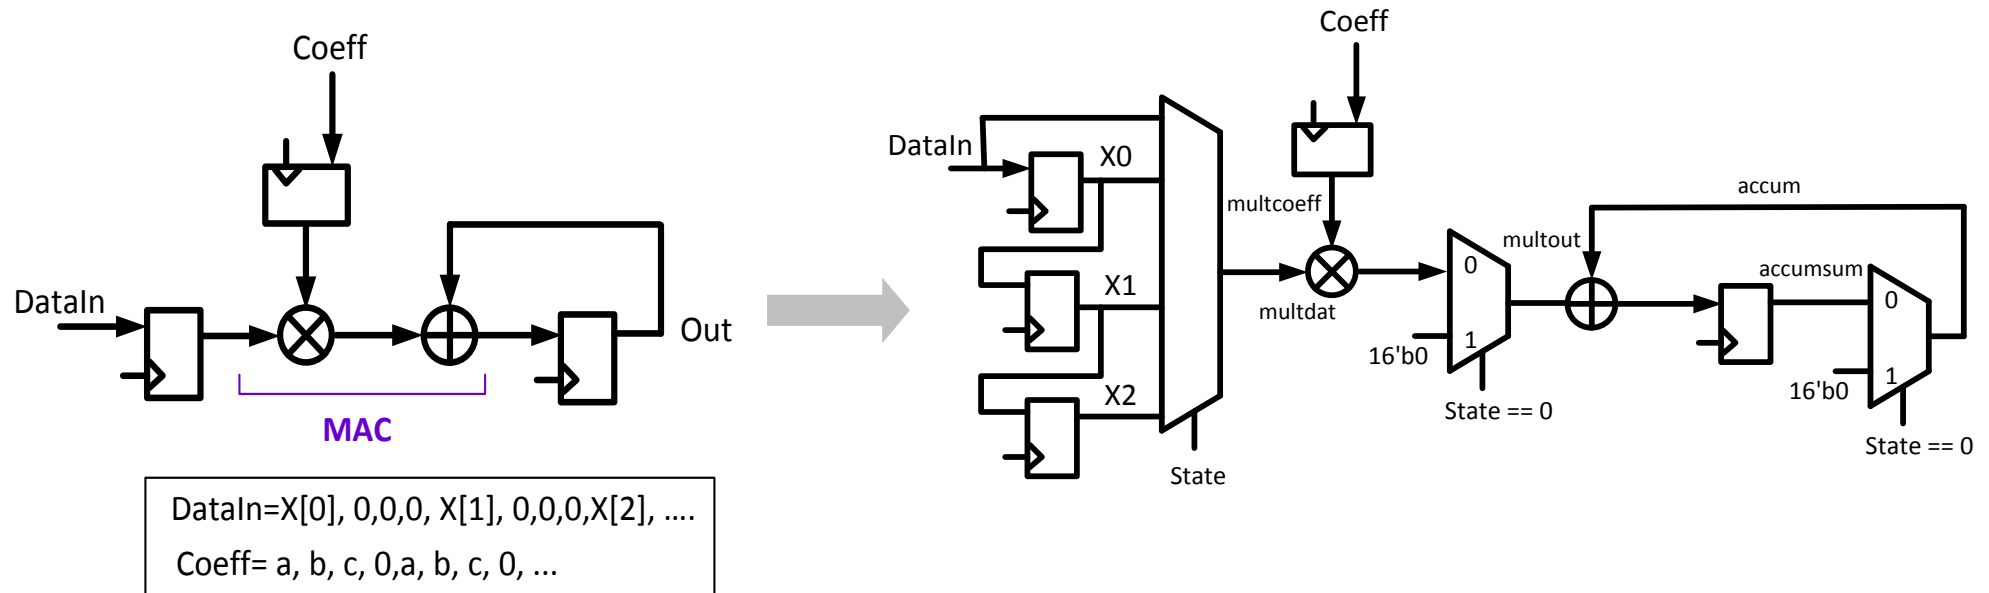 Coeff
DataIn
Out
MAC
DataIn=X[0], 0,0,0, X[1], 0,0,0,X[2], ....
Coeff= a, b, c, 0,a, b, c, 0, ...
Coeff
DataIn
X0
X1
X2
State
multcoeff
multdat
0
1
16'b0
State == 0
multout
accum
accumsum
0
1
16'b0
State == 0